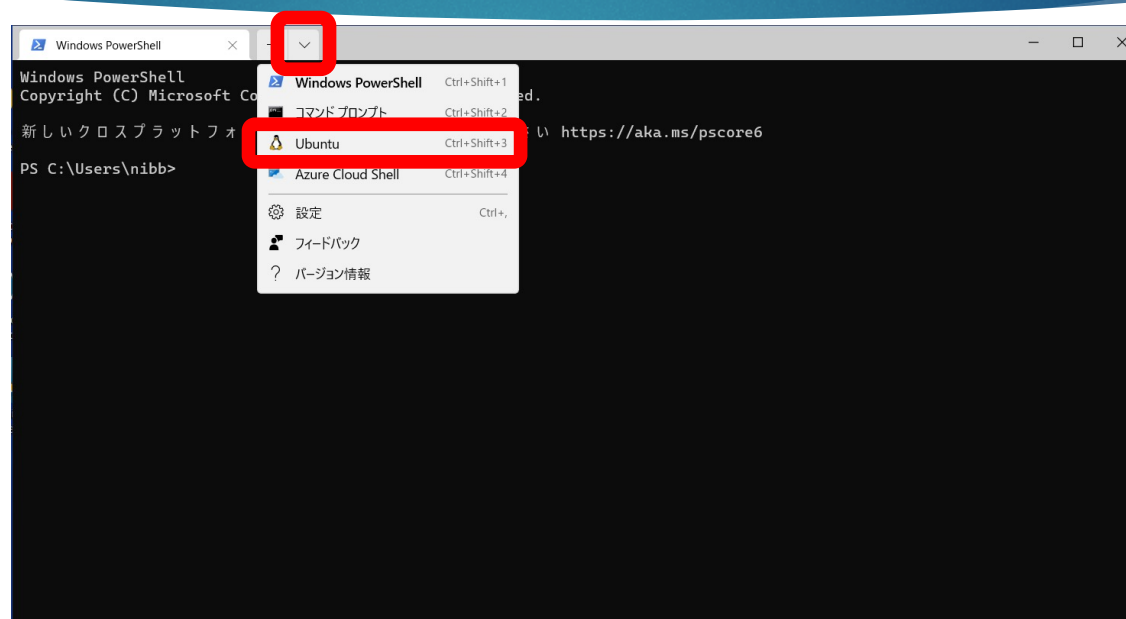 Windows PowerShell
Windows PowerShell
Copyright (C) Microsoft Co ed.
新しいクロスプラットフォ い https://aka.ms/pscore6
PS C:\Users\nibb>
Windows PowerShell Ctrl+Shift+1
コマンド プロンプト Ctrl+Shift+2
Ubuntu Ctrl+Shift+3
Azure Cloud Shell Ctrl+Shift+4
設定 Ctrl+,
フィードバック
? バージョン情報